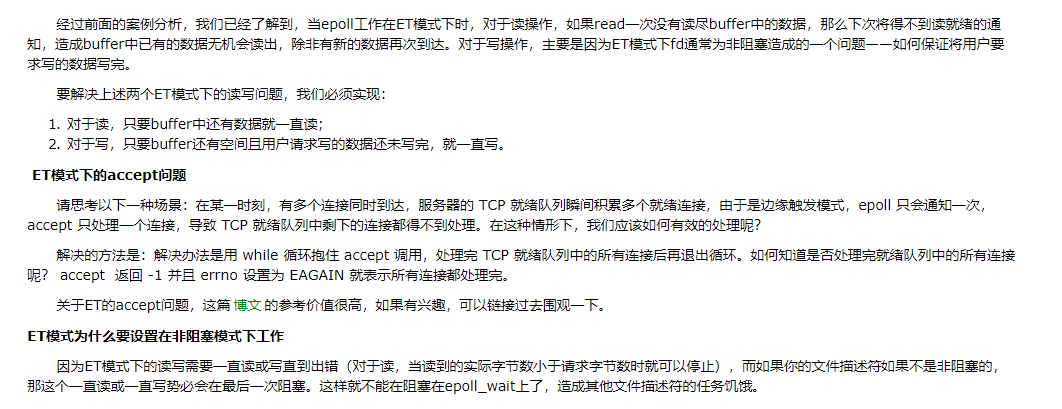 经过前面的案例分析，我们已经了解到，当epoll工作在ET模式下时，对于读操作，如果read一次没有读尽buffer中的数据，那么下次将得不到读就绪的通
知，造成buffer中已有的数据无机会读出，除非有新的数据再次到达。对于写操作，主要是因为ET模式下fd通常为非阻塞造成的一个问题——如何保证将用户要
求写的数据写完。
要解决上述两个ET模式下的读写问题，我们必须实现：
1. 对于读，只要buffer中还有数据就一直读；
2. 对于写，只要buffer还有空间且用户请求写的数据还未写完，就一直写。
ET模式下的accept问题
请思考以下一种场景：在某一时刻，有多个连接同时到达，服务器的 TCP 就绪队列瞬间积累多个就绪连接，由于是边缘触发模式，epoll 只会通知一次，
accept 只处理一个连接，导致 TCP 就绪队列中剩下的连接都得不到处理。在这种情形下，我们应该如何有效的处理呢？
解决的方法是：解决办法是用 while 循环抱住 accept 调用，处理完 TCP 就绪队列中的所有连接后再退出循环。如何知道是否处理完就绪队列中的所有连接
呢？ accept 返回 -1 并且 errno 设置为 EAGAIN 就表示所有连接都处理完。
关于ET的accept问题，这篇博文的参考价值很高，如果有兴趣，可以链接过去围观一下。
ET模式为什么要设置在非阻塞模式下工作
因为ET模式下的读写需要一直读或写直到出错（对于读，当读到的实际字节数小于请求字节数时就可以停止），而如果你的文件描述符如果不是非阻塞的，
那这个一直读或一直写势必会在最后一次阻塞。这样就不能在阻塞在epoll_wait上了，造成其他文件描述符的任务饥饿。